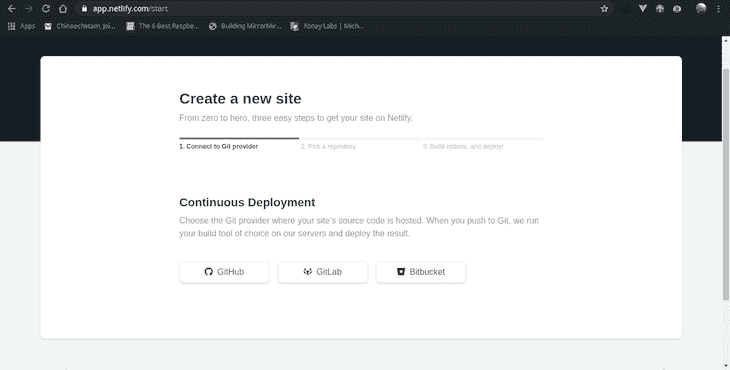 app.netlify.com/start
Apps Chinaechetam, Joi... The 6 Best Raspbe... Building MirrorMir... Xonay Labs | Mich...
Create a new site
From zero to hero, three easy steps to get your site on Netlify.
1. Connect to Git provider 2. Pick a repository 3. Build options, and deploy!
Continuous Deployment
Choose the Git provider where your site's source code is hosted. When you push to Git, we run
your build tool of choice on our servers and deploy the result.
GitHub GitLab Bitbucket